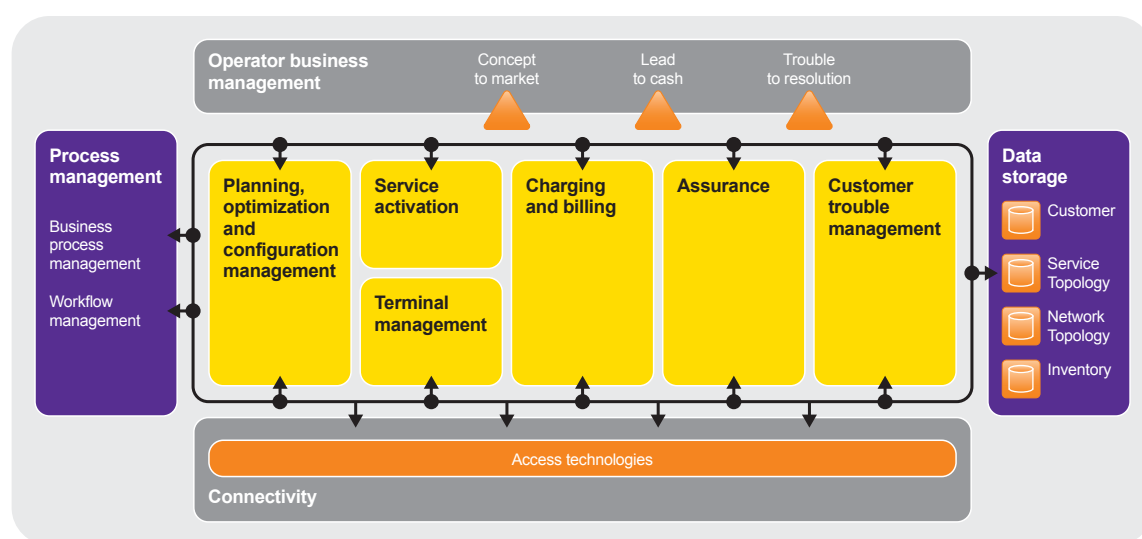 Operator business
management
Concept
to market
Lead
to cash
Trouble
to resolution
Process
management
Business
process
management
Workflow
management
Planning,
optimization
and
configuration
management
Service
activation
Terminal
management
Charging
and billing
Assurance
Customer
trouble
management
Data
storage
Customer
Service
Topology
Network
Topology
Inventory
Access technologies
Connectivity